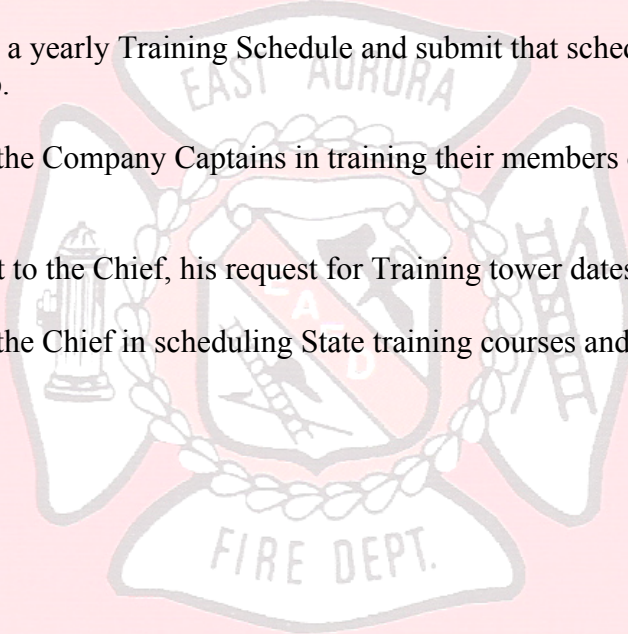 a yearly Training Schedule and submit that sched
.
the Company Captains in training their members
t to the Chief, his request for Training tower dates
the Chief in scheduling State training courses and
EAST AURORA
EAFD
FIRE DEPT.